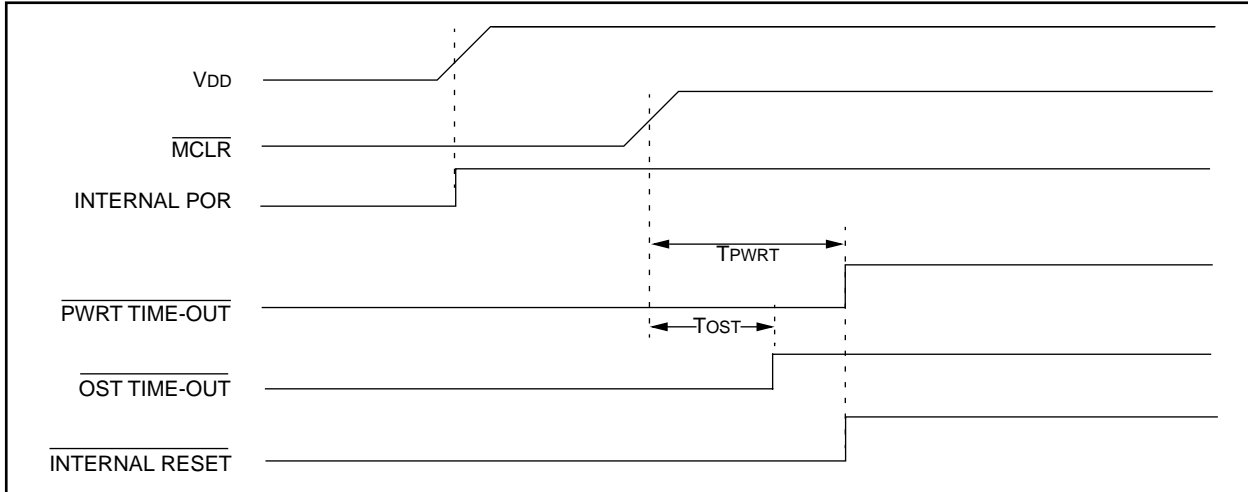 VDD
MCLR
INTERNAL POR
TPWRT
PWRT TIME-OUT
TOST
OST TIME-OUT
INTERNAL RESET